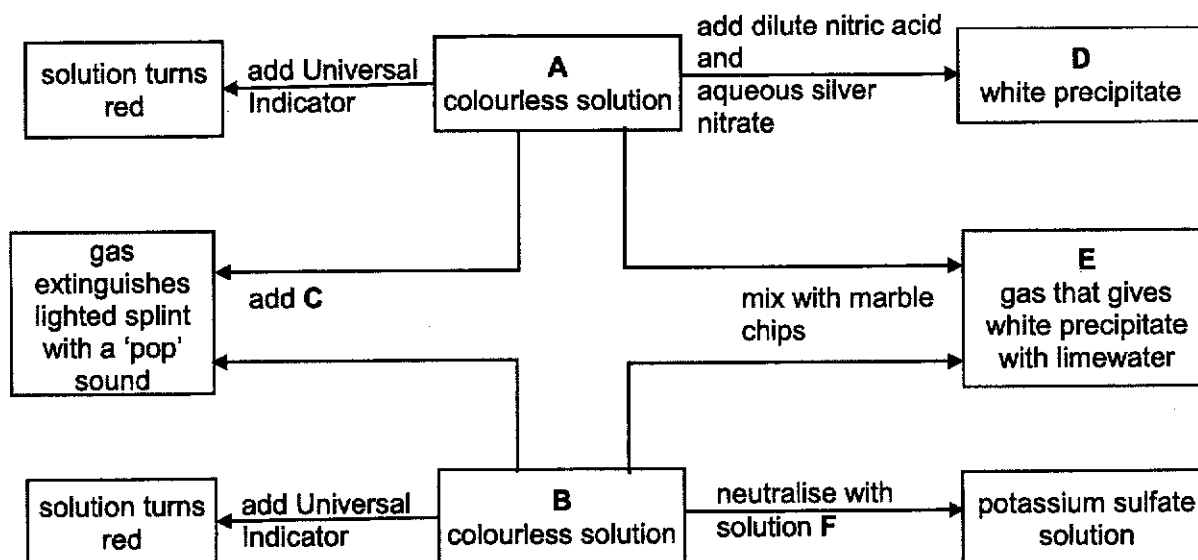 solution turns
red
add Universal
Indicator
A
colourless solution
add dilute nitric acid
and
aqueous silver
nitrate
D
white precipitate
gas
extinguishes
lighted splint
with a 'pop'
sound
add C
mix with marble
chips
E
gas that gives
white precipitate
with limewater
solution turns
red
add Universal
Indicator
B
colourless solution
neutralise with
solution F
potassium sulfate
solution